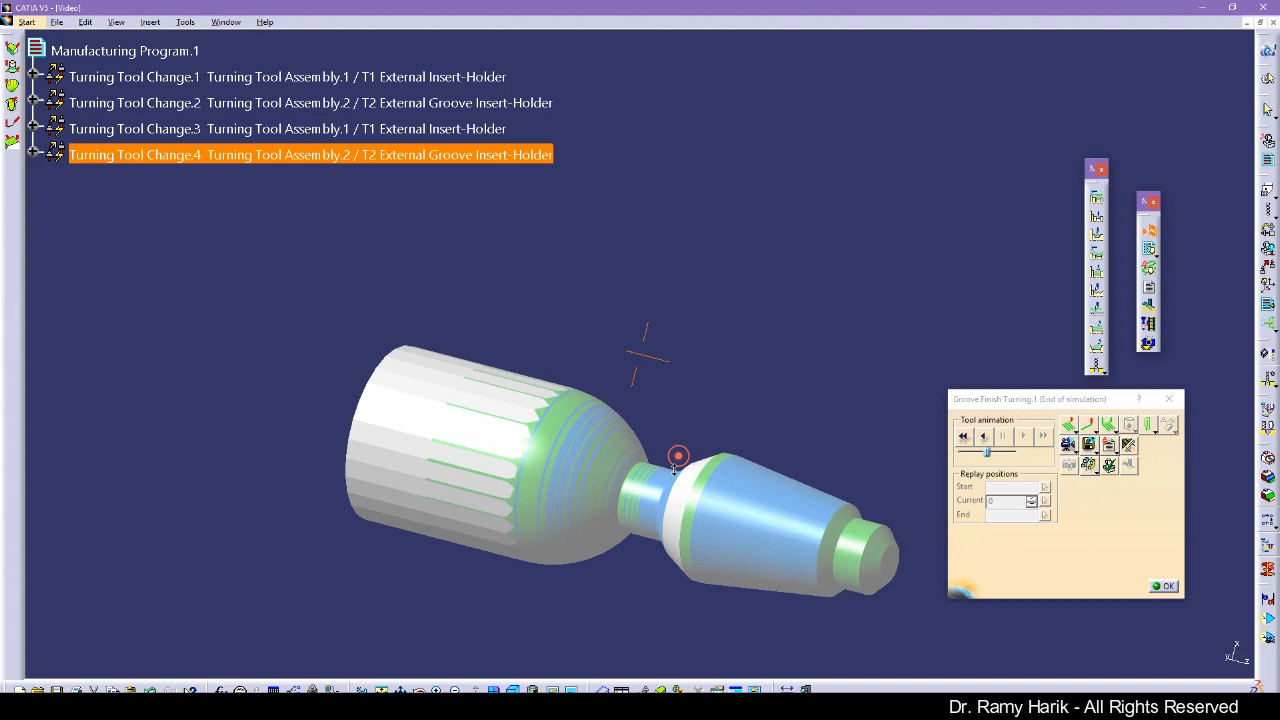 CATIA V5 - [Video]
Start File Edit View Insert Tools Window Help
Manufacturing Program.1
Turning Tool Change.1 Turning Tool Assembly.1 / T1 External Insert-Holder
Turning Tool Change.2 Turning Tool Assembly.2 / T2 External Groove Insert-Holder
Turning Tool Change.3 Turning Tool Assembly.1 / T1 External Insert-Holder
Turning Tool Change.4 Turning Tool Assembly.2 / T2 External Groove Insert-Holder
Groove Finish Turning.1 (End of simulation)
Tool animation
Replay positions
Start
Current 0
End
OK
x
y
z
Dr. Ramy Harik - All Rights Reserved